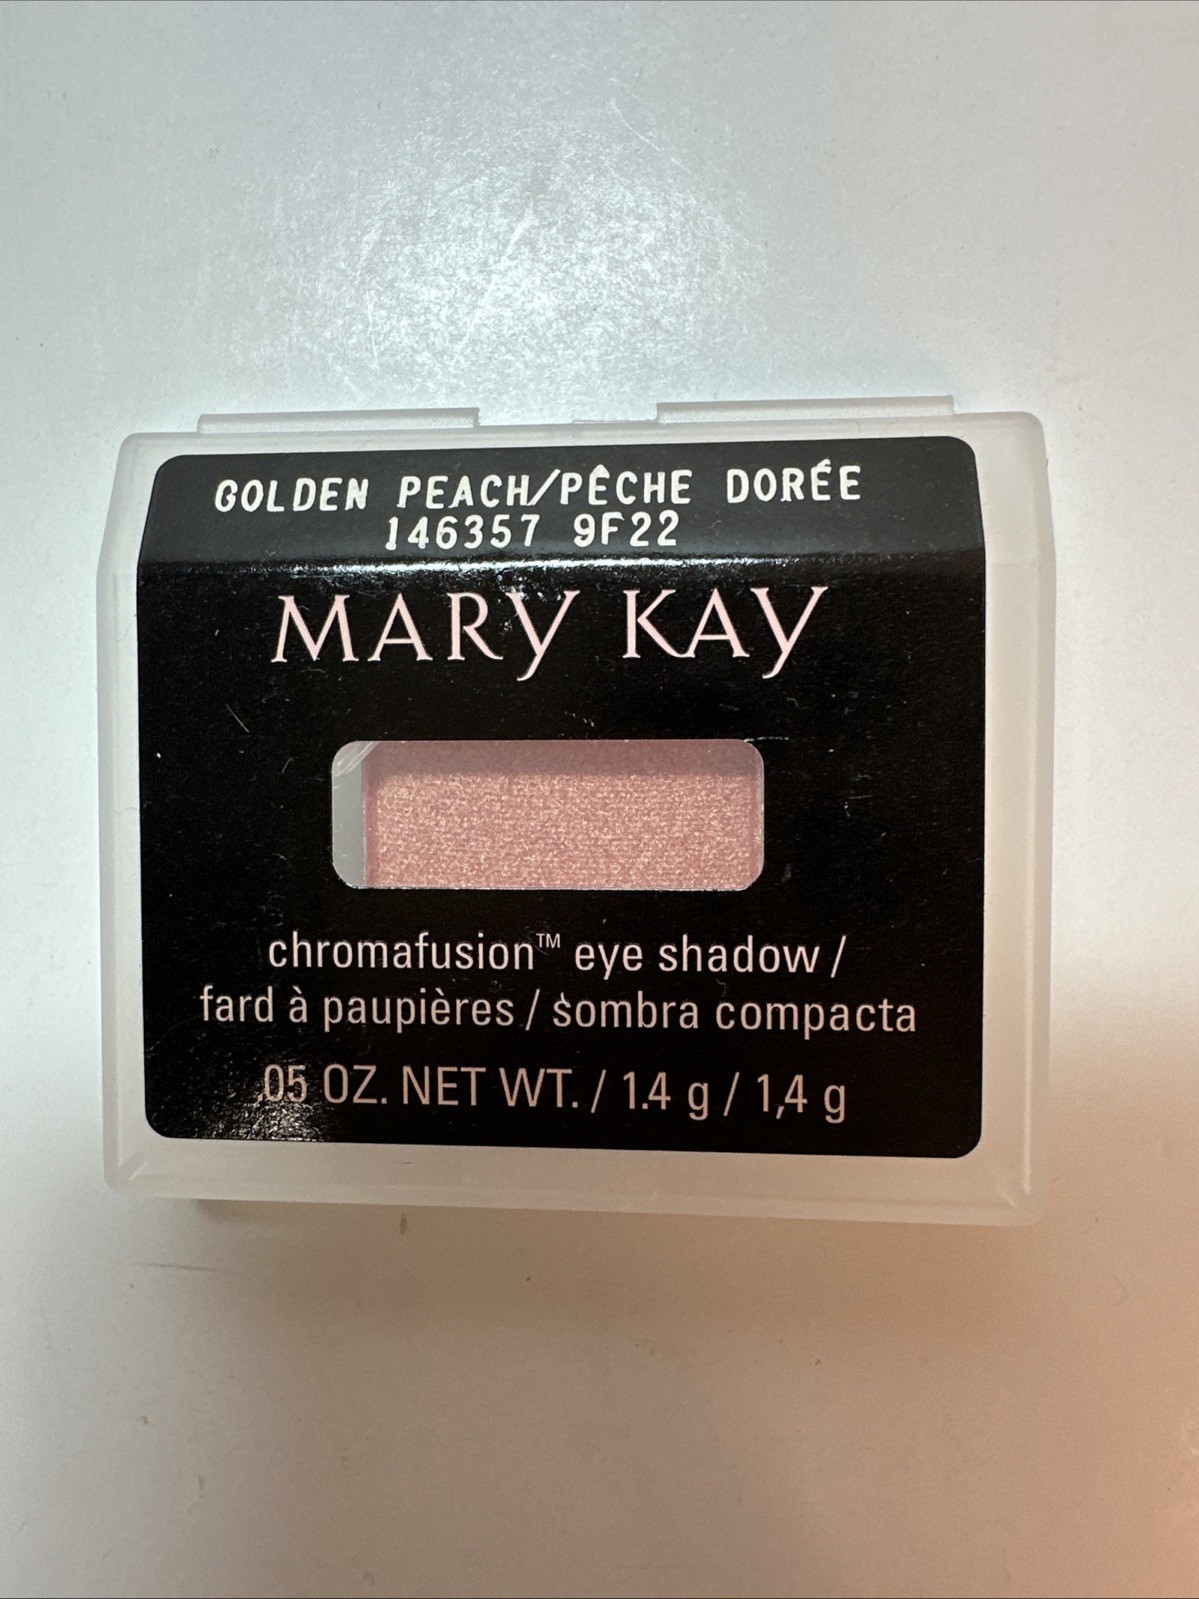 GOLDEN PEACH/PÊCHE DORÉE
146357 9F22
MARY KAY
chromafusion™ eye shadow /
fard à paupières / sombra compacta
.05 OZ. NET WT. / 1.4 g / 1,4 g